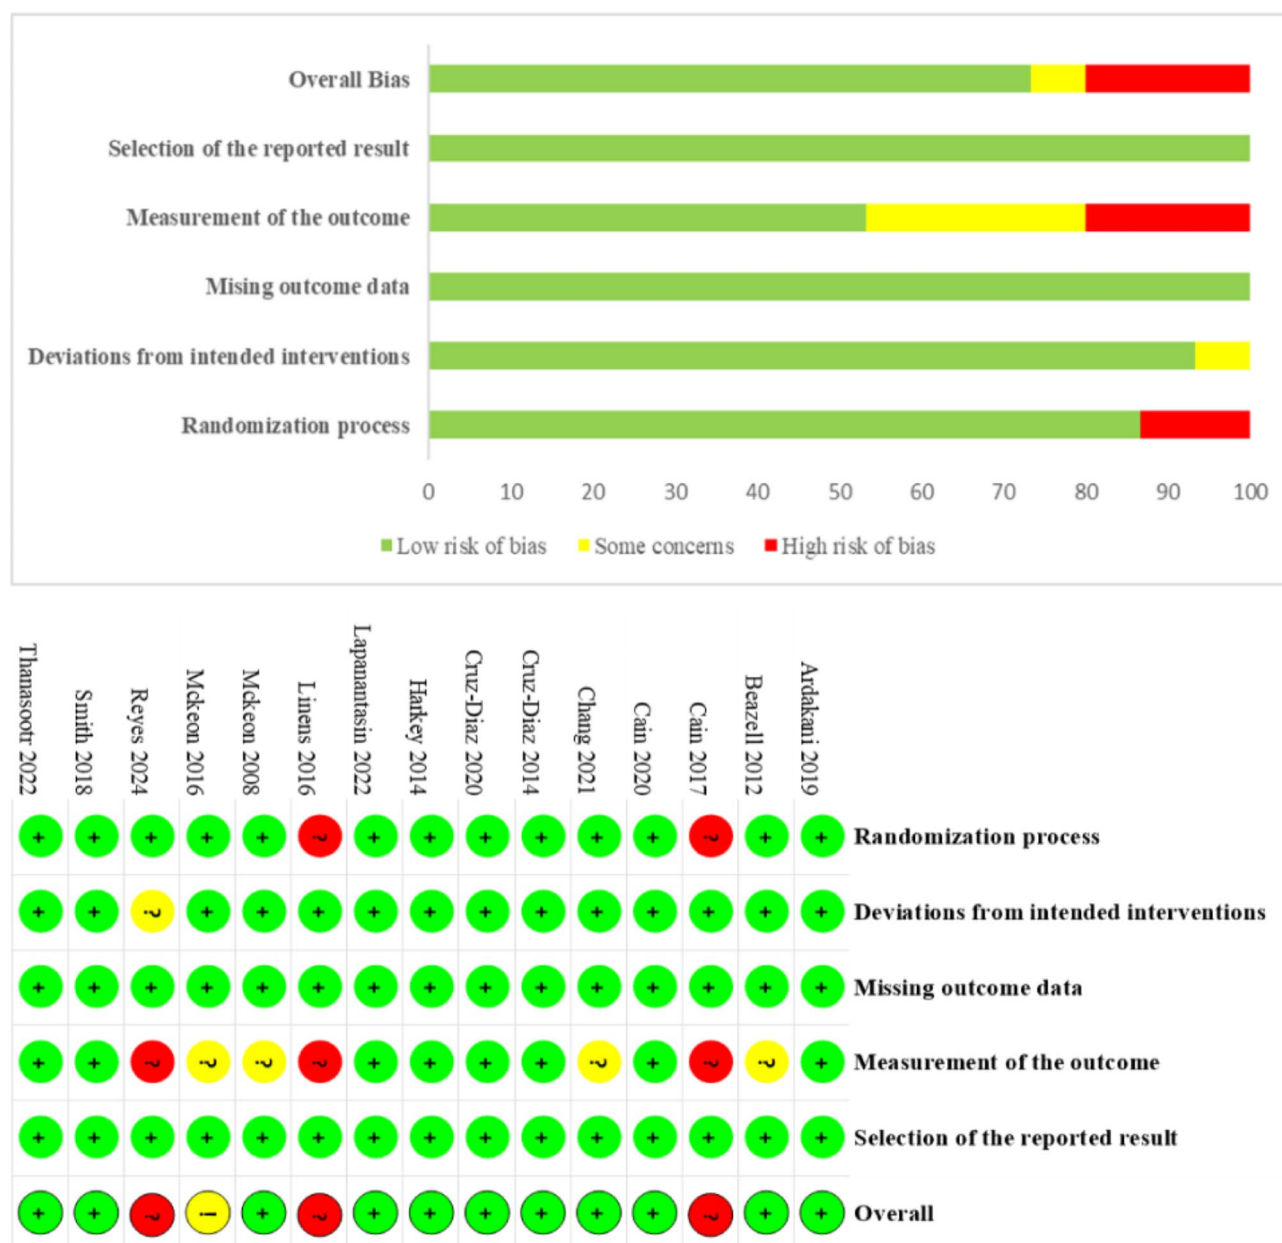 Overall Bias
Selection of the reported result
Measurement of the outcome
Mising outcome data
Deviations from intended interventions
Randomization process
0 10 20 30 40 50 60 70 80 90 100
Low risk of bias Some concerns High risk of bias
Thanasootr 2022
Smith 2018
Reyes 2024
Mckeon 2016
Mckeon 2008
Linens 2016
Lapanantasin 2022
Harkey 2014
Cruz-Diaz 2020
Cruz-Diaz 2014
Chang 2021
Cain 2020
Cain 2017
Beazell 2012
Ardakani 2019
+ + + + + ? + + + + + + ? + + Randomization process
+ + ? + + + + + + + + + + + + Deviations from intended interventions
+ + + + + + + + + + + + + + + Missing outcome data
+ + ? ? ? ? + + + + ? + ? ? + Measurement of the outcome
+ + + + + + + + + + + + + + + Selection of the reported result
+ + ? ! + ? + + + + + + ? + + Overall